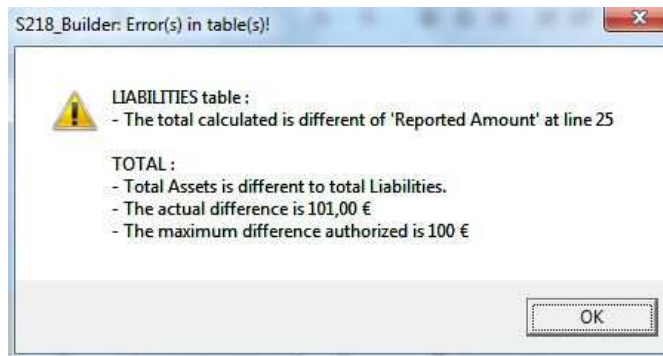 S218_Builder: Error(s) in table(s)!
LIABILITIES table :
- The total calculated is different of 'Reported Amount' at line 25
TOTAL :
- Total Assets is different to total Liabilities.
- The actual difference is 101,00 €
- The maximum difference authorized is 100 €
OK